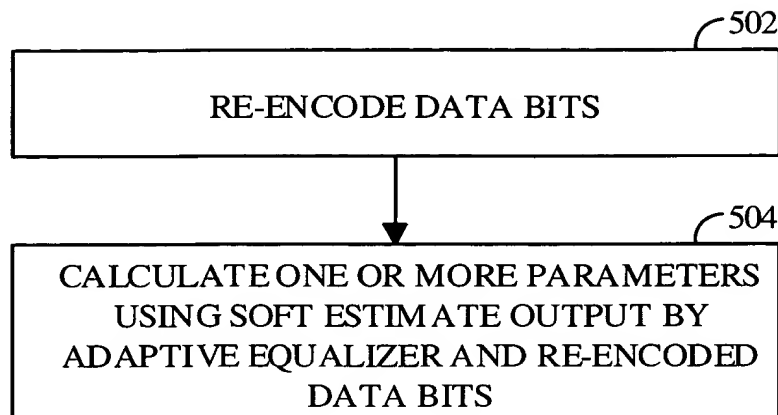 502
RE-ENCODE DATA BITS
504
CALCULATE ONE OR MORE PARAMETERS
USING SOFT ESTIMATE OUTPUT BY
ADAPTIVE EQUALIZER AND RE-ENCODED
DATA BITS